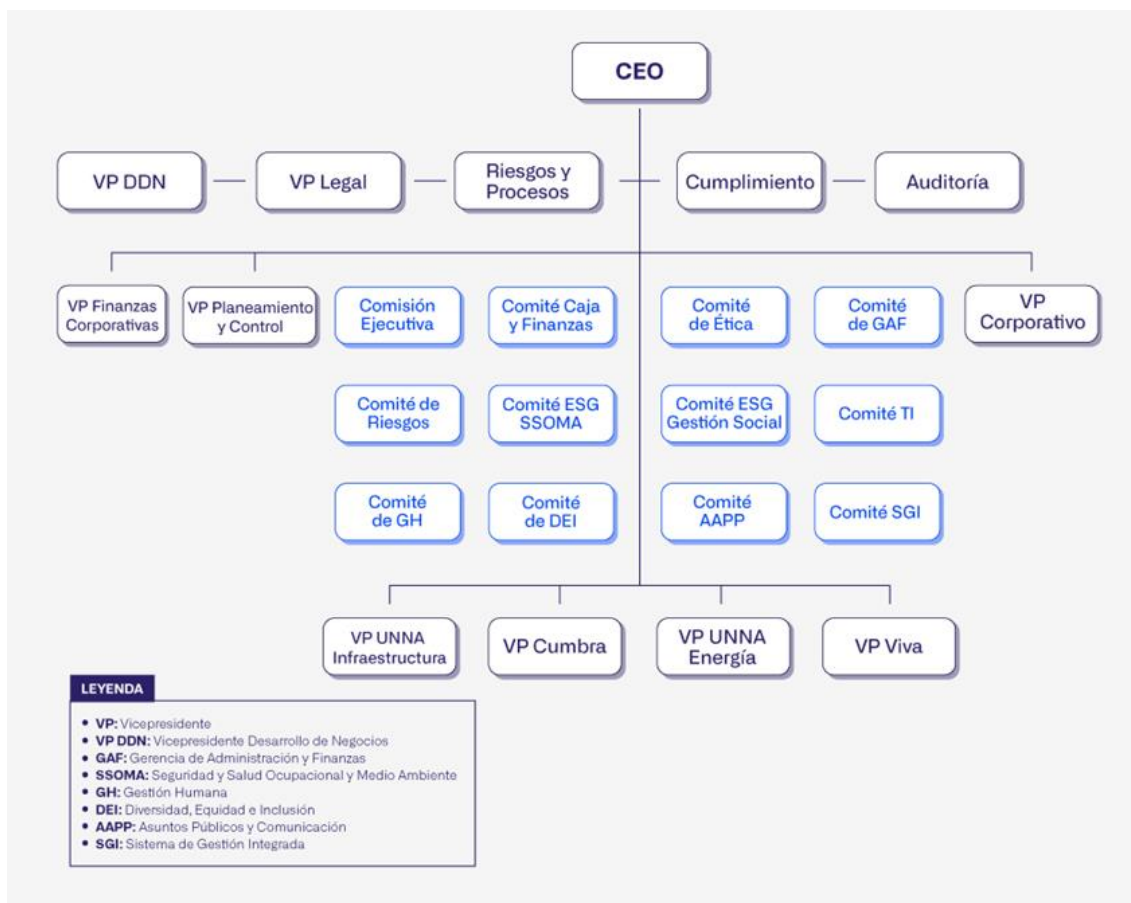 CEO
VP DDN
VP Legal
Riesgos y
Procesos
Cumplimiento
Auditoría
VP Finanzas
Corporativas
VP Planeamiento
y Control
Comisión
Ejecutiva
Comité Caja
y Finanzas
Comité
de Ética
Comité
de GAF
VP
Corporativo
Comité de
Riesgos
Comité ESG
SSOMA
Comité ESG
Gestión Social
Comité TI
Comité
de GH
Comité
de DEI
Comité
AAPP
Comité SGI
VP UNNA
Infraestructura
VP Cumbra
VP UNNA
Energía
VP Viva
LEYENDA
• VP: Vicepresidente
• VP DDN: Vicepresidente Desarrollo de Negocios
• GAF: Gerencia de Administración y Finanzas
• SSOMA: Seguridad y Salud Ocupacional y Medio Ambiente
• GH: Gestión Humana
• DEI: Diversidad, Equidad e Inclusión
• AAPP: Asuntos Públicos y Comunicación
• SGI: Sistema de Gestión Integrada